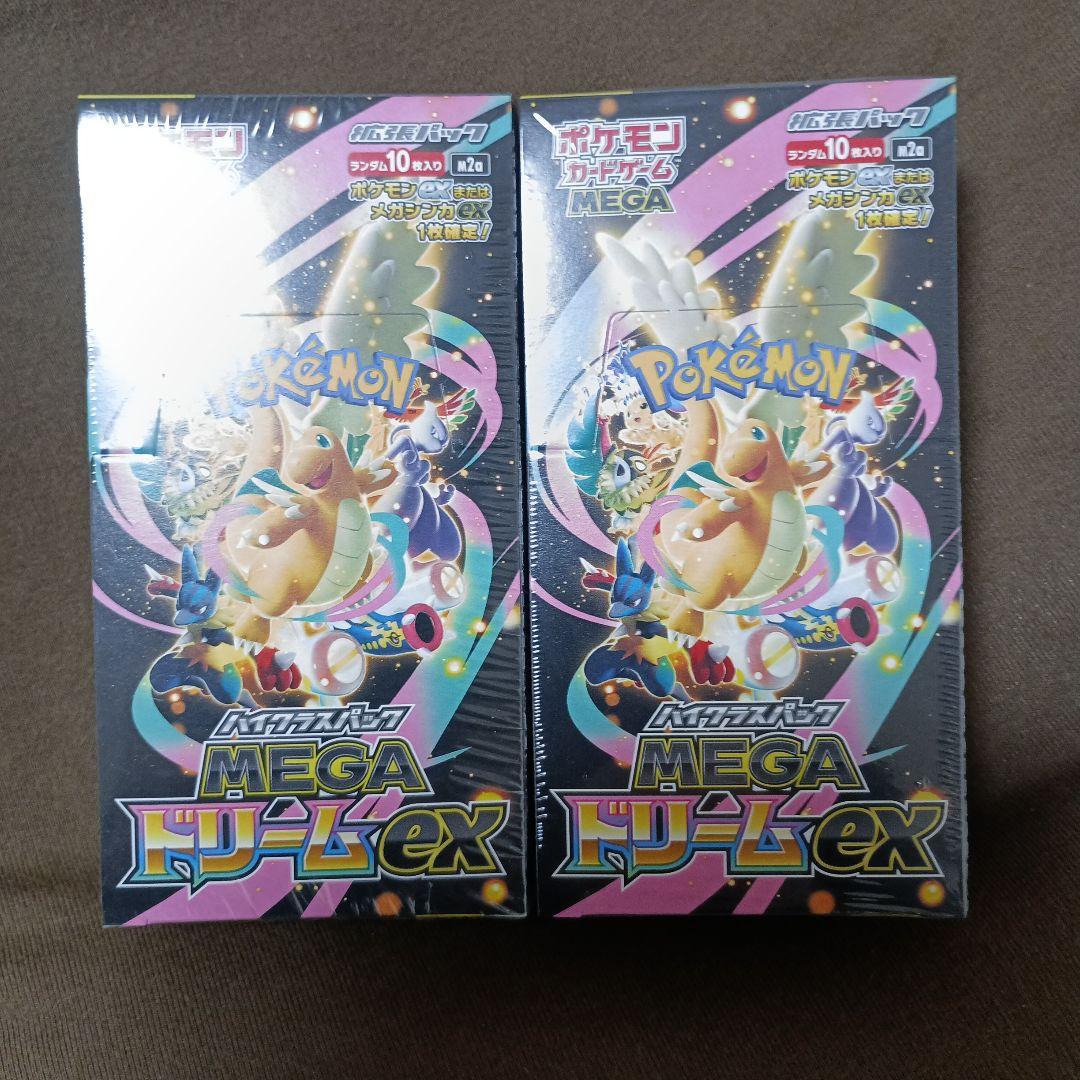 モン
拡張パック
ランダム10枚入り M2a
ポケモンexまたは
メガシンカex
1枚確定!
POKÉMON
ハイクラスパック
MEGA
ドリームex
ポケモン
カードゲーム
MEGA
拡張パック
ランダム10枚入り M2a
ポケモンexまたは
メガシンカex
1枚確定!
POKÉMON
ハイクラスパック
MEGA
ドリームex